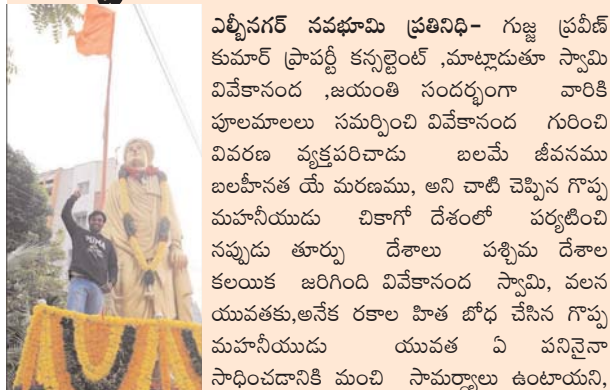 ఎల్బీనగర్ నవభూమి ప్రతినిధి- గుజ్జ ప్రవీణ్
కుమార్ ప్రాపర్టీ కన్సల్టెంట్ ,మాట్లాడుతూ స్వామి
వివేకానంద ,జయంతి సందర్భంగా వారికి
పూలమాలలు సమర్పించి వివేకానంద గురించి
వివరణ వ్యక్తపరిచాడు బలమే జీవనము
బలహీనత యే మరణము, అని చాటి చెప్పిన గొప్ప
మహనీయుడు చికాగో దేశంలో పర్యటించి
నప్పుడు తూర్పు దేశాలు పశ్చిమ దేశాల
కలయిక జరిగింది వివేకానంద స్వామి, వలన
యువతకు,అనేక రకాల హిత బోధ చేసిన గొప్ప
మహనీయుడు యువత ఏ పనినైనా
సాధించడానికి మంచి సామర్థ్యాలు ఉంటాయని,
PUMA